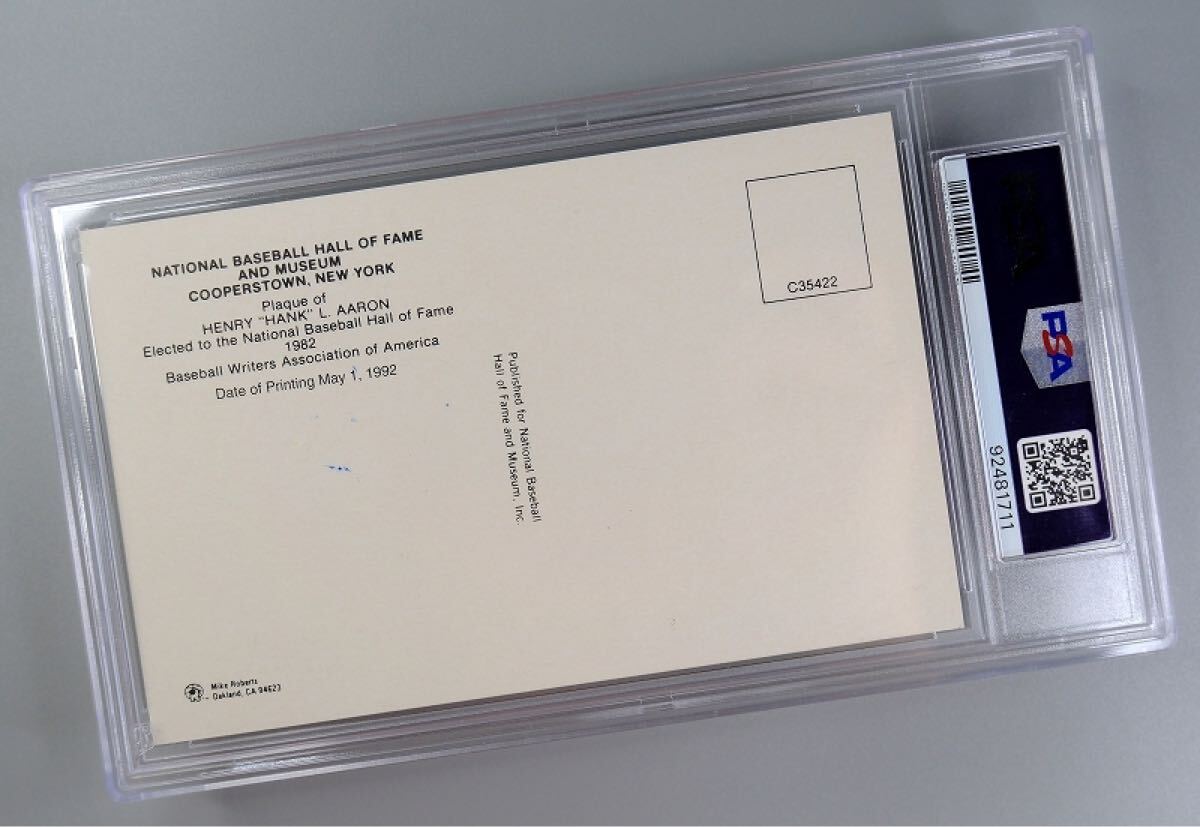 NATIONAL BASEBALL HALL OF FAME
AND MUSEUM
COOPERSTOWN, NEW YORK
Plaque of
HENRY "HANK" L. AARON
Elected to the National Baseball Hall of Fame
1982
Baseball Writers Association of America
Date of Printing May 1, 1992
Published for National Baseball
Hall of Fame and Museum, Inc.
C35422
Mike Roberts
Oakland, CA 94623
PSA
PSA
92481711